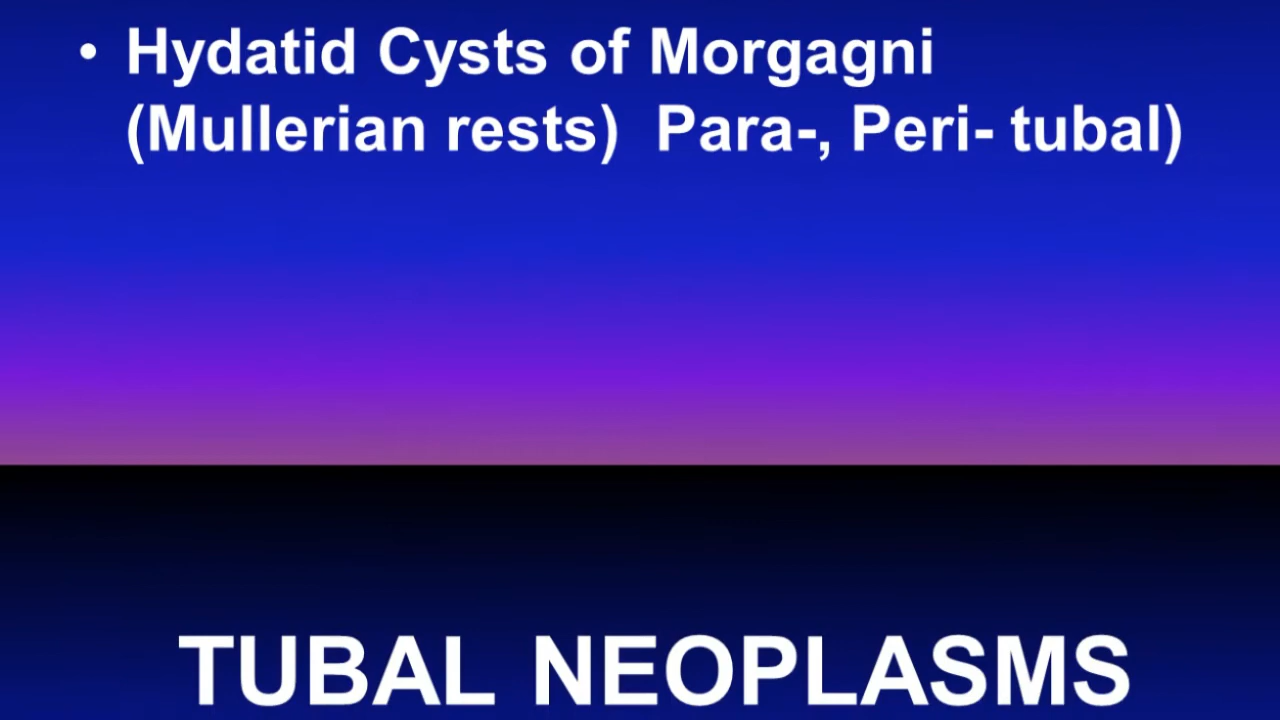 • Hydatid Cysts of Morgagni
(Mullerian rests) Para-, Peri- tubal)
TUBAL NEOPLASMS